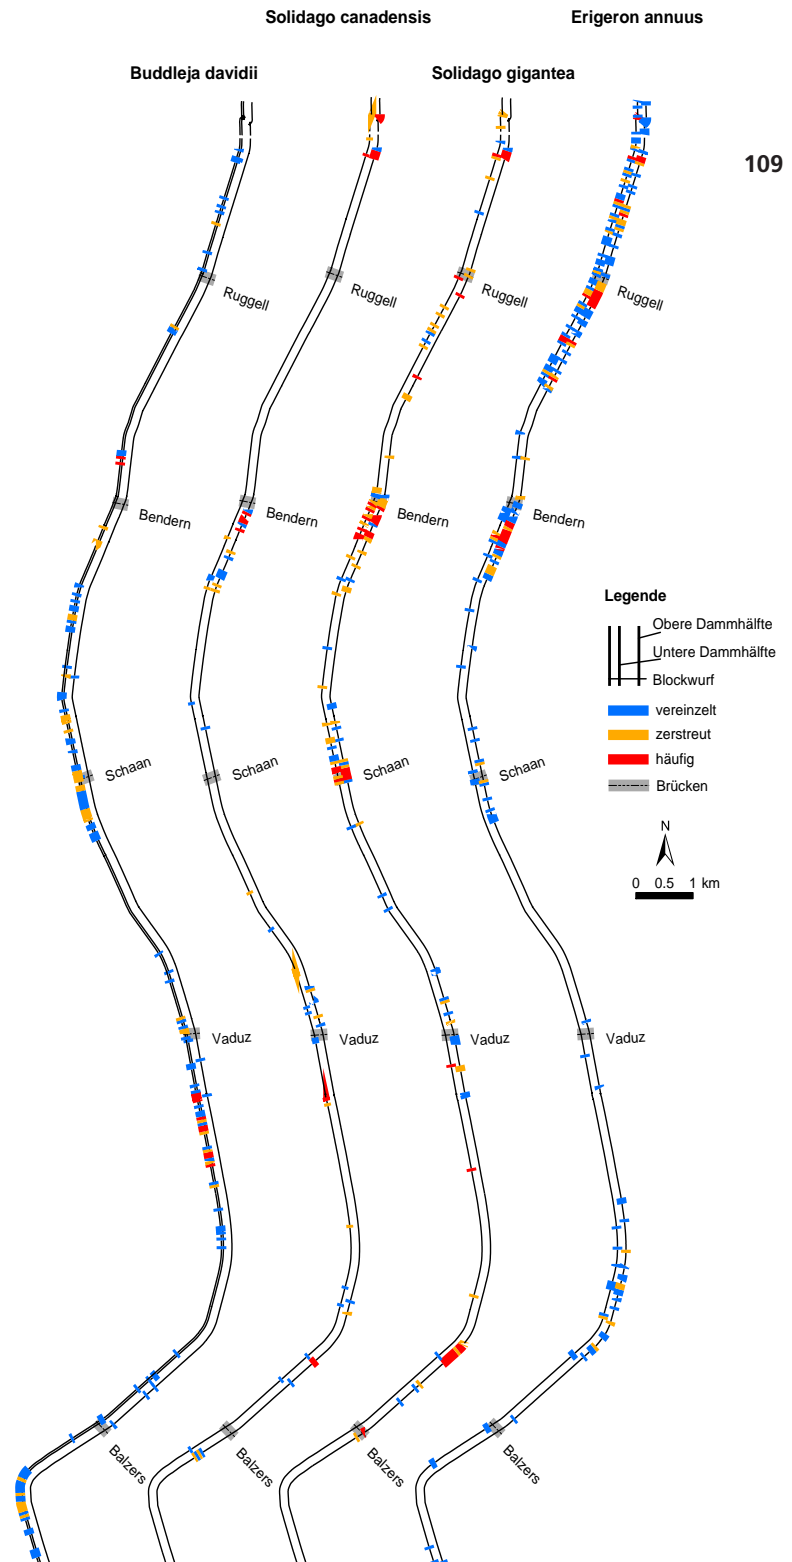 Solidago canadensis
Erigeron annuus
Buddleja davidii
Solidago gigantea
109
Ruggell
Ruggell
Ruggell
Ruggell
Bendern
Bendern
Bendern
Bendern
Legende
Obere Dammhälfte
Untere Dammhälfte
Blockwurf
vereinzelt
zerstreut
häufig
Brücken
Schaan
Schaan
Schaan
Schaan
N
0 0.5 1 km
Vaduz
Vaduz
Vaduz
Vaduz
Balzers
Balzers
Balzers
Balzers